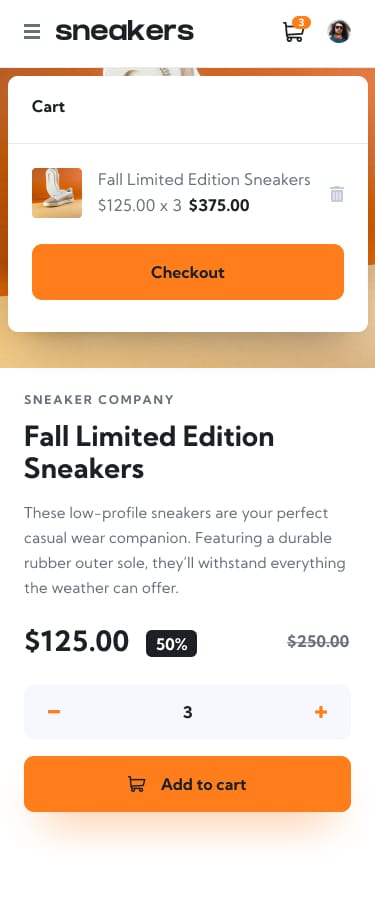 sneakers
3
Cart
Fall Limited Edition Sneakers
$125.00 x 3 $375.00
Checkout
SNEAKER COMPANY
Fall Limited Edition
Sneakers
These low-profile sneakers are your perfect
casual wear companion. Featuring a durable
rubber outer sole, they'll withstand everything
the weather can offer.
$125.00 50% $250.00
3
Add to cart